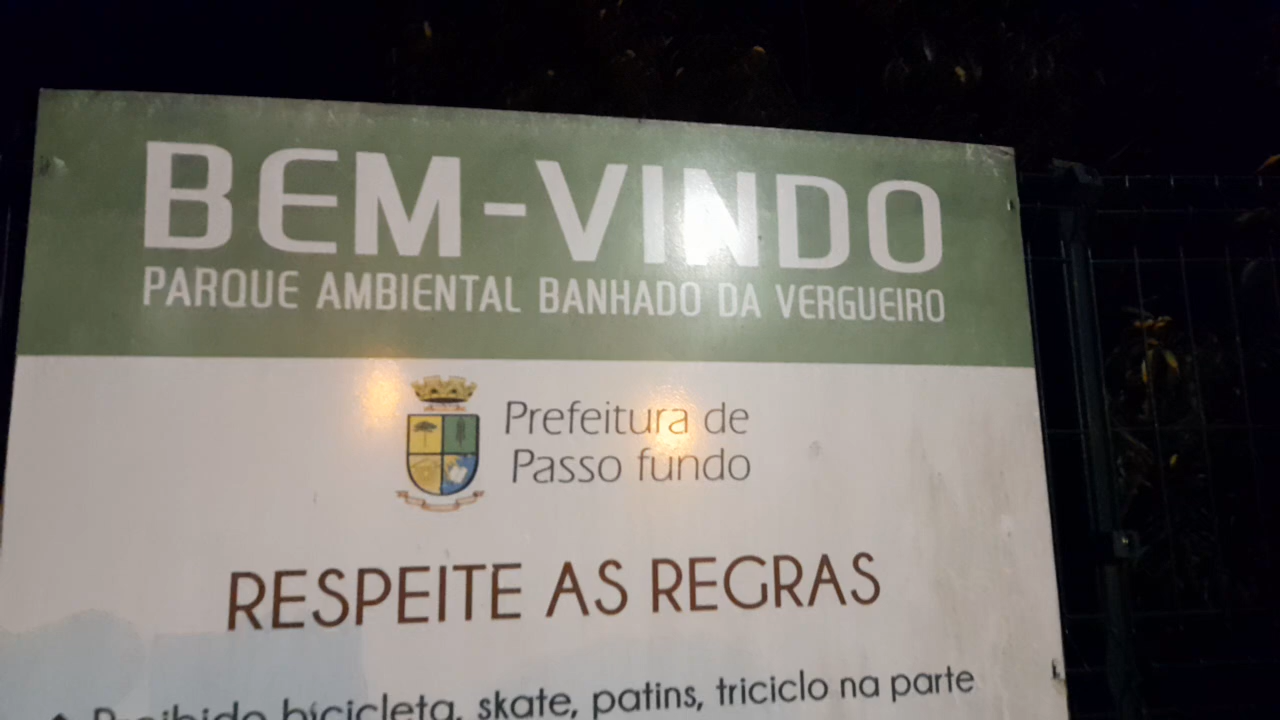 BEM-VINDO
PARQUE AMBIENTAL BANHADO DA VERGUEIRO
Prefeitura de
Passo fundo
RESPEITE AS REGRAS
Proibido bicicleta, skate, patins, triciclo na parte